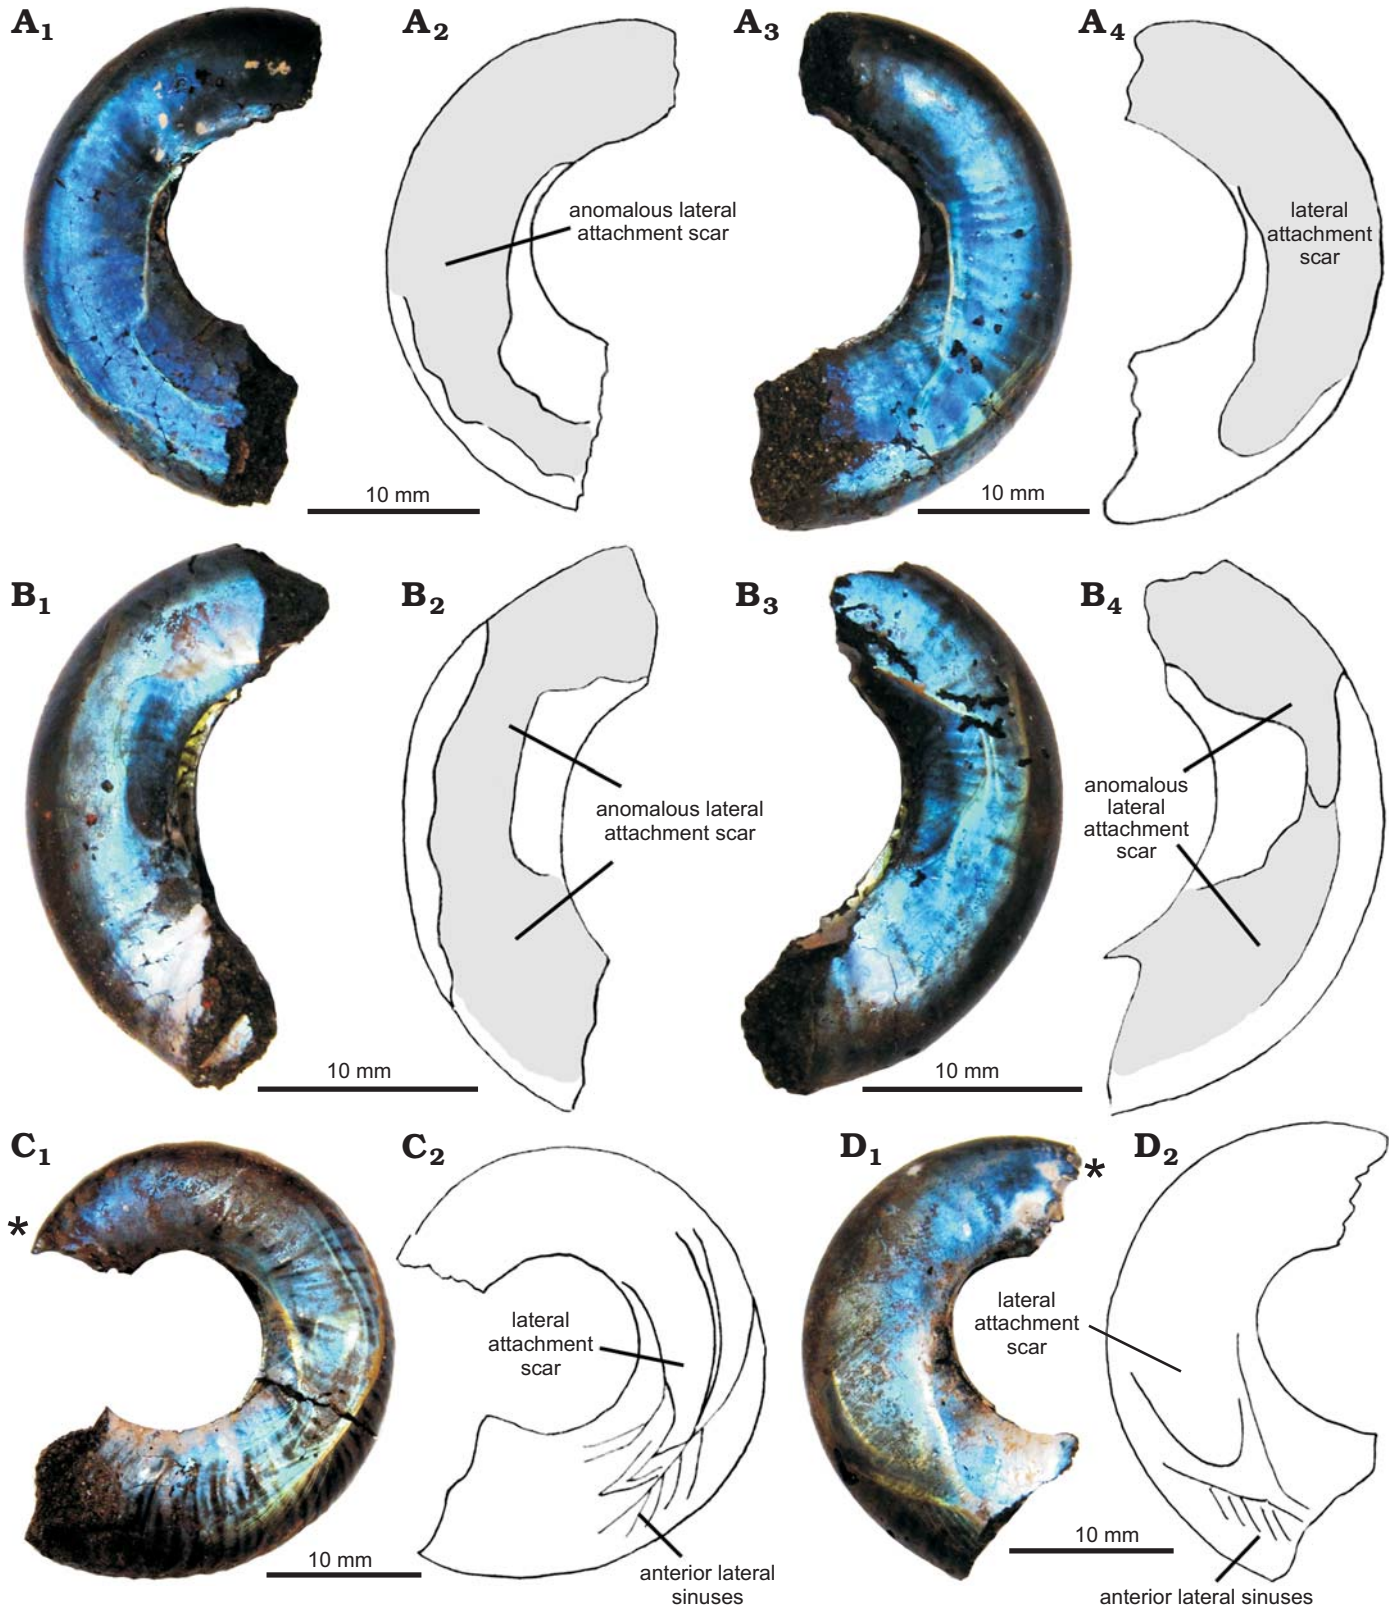 A1
A2
A3
A4
anomalous lateral
attachment scar
lateral
attachment
scar
10 mm
10 mm
B1
B2
B3
B4
anomalous lateral
attachment scar
anomalous
lateral
attachment
scar
10 mm
10 mm
C1
C2
D1
D2
*
*
lateral
attachment
scar
lateral
attachment
scar
10 mm
10 mm
anterior lateral
sinuses
anterior lateral sinuses